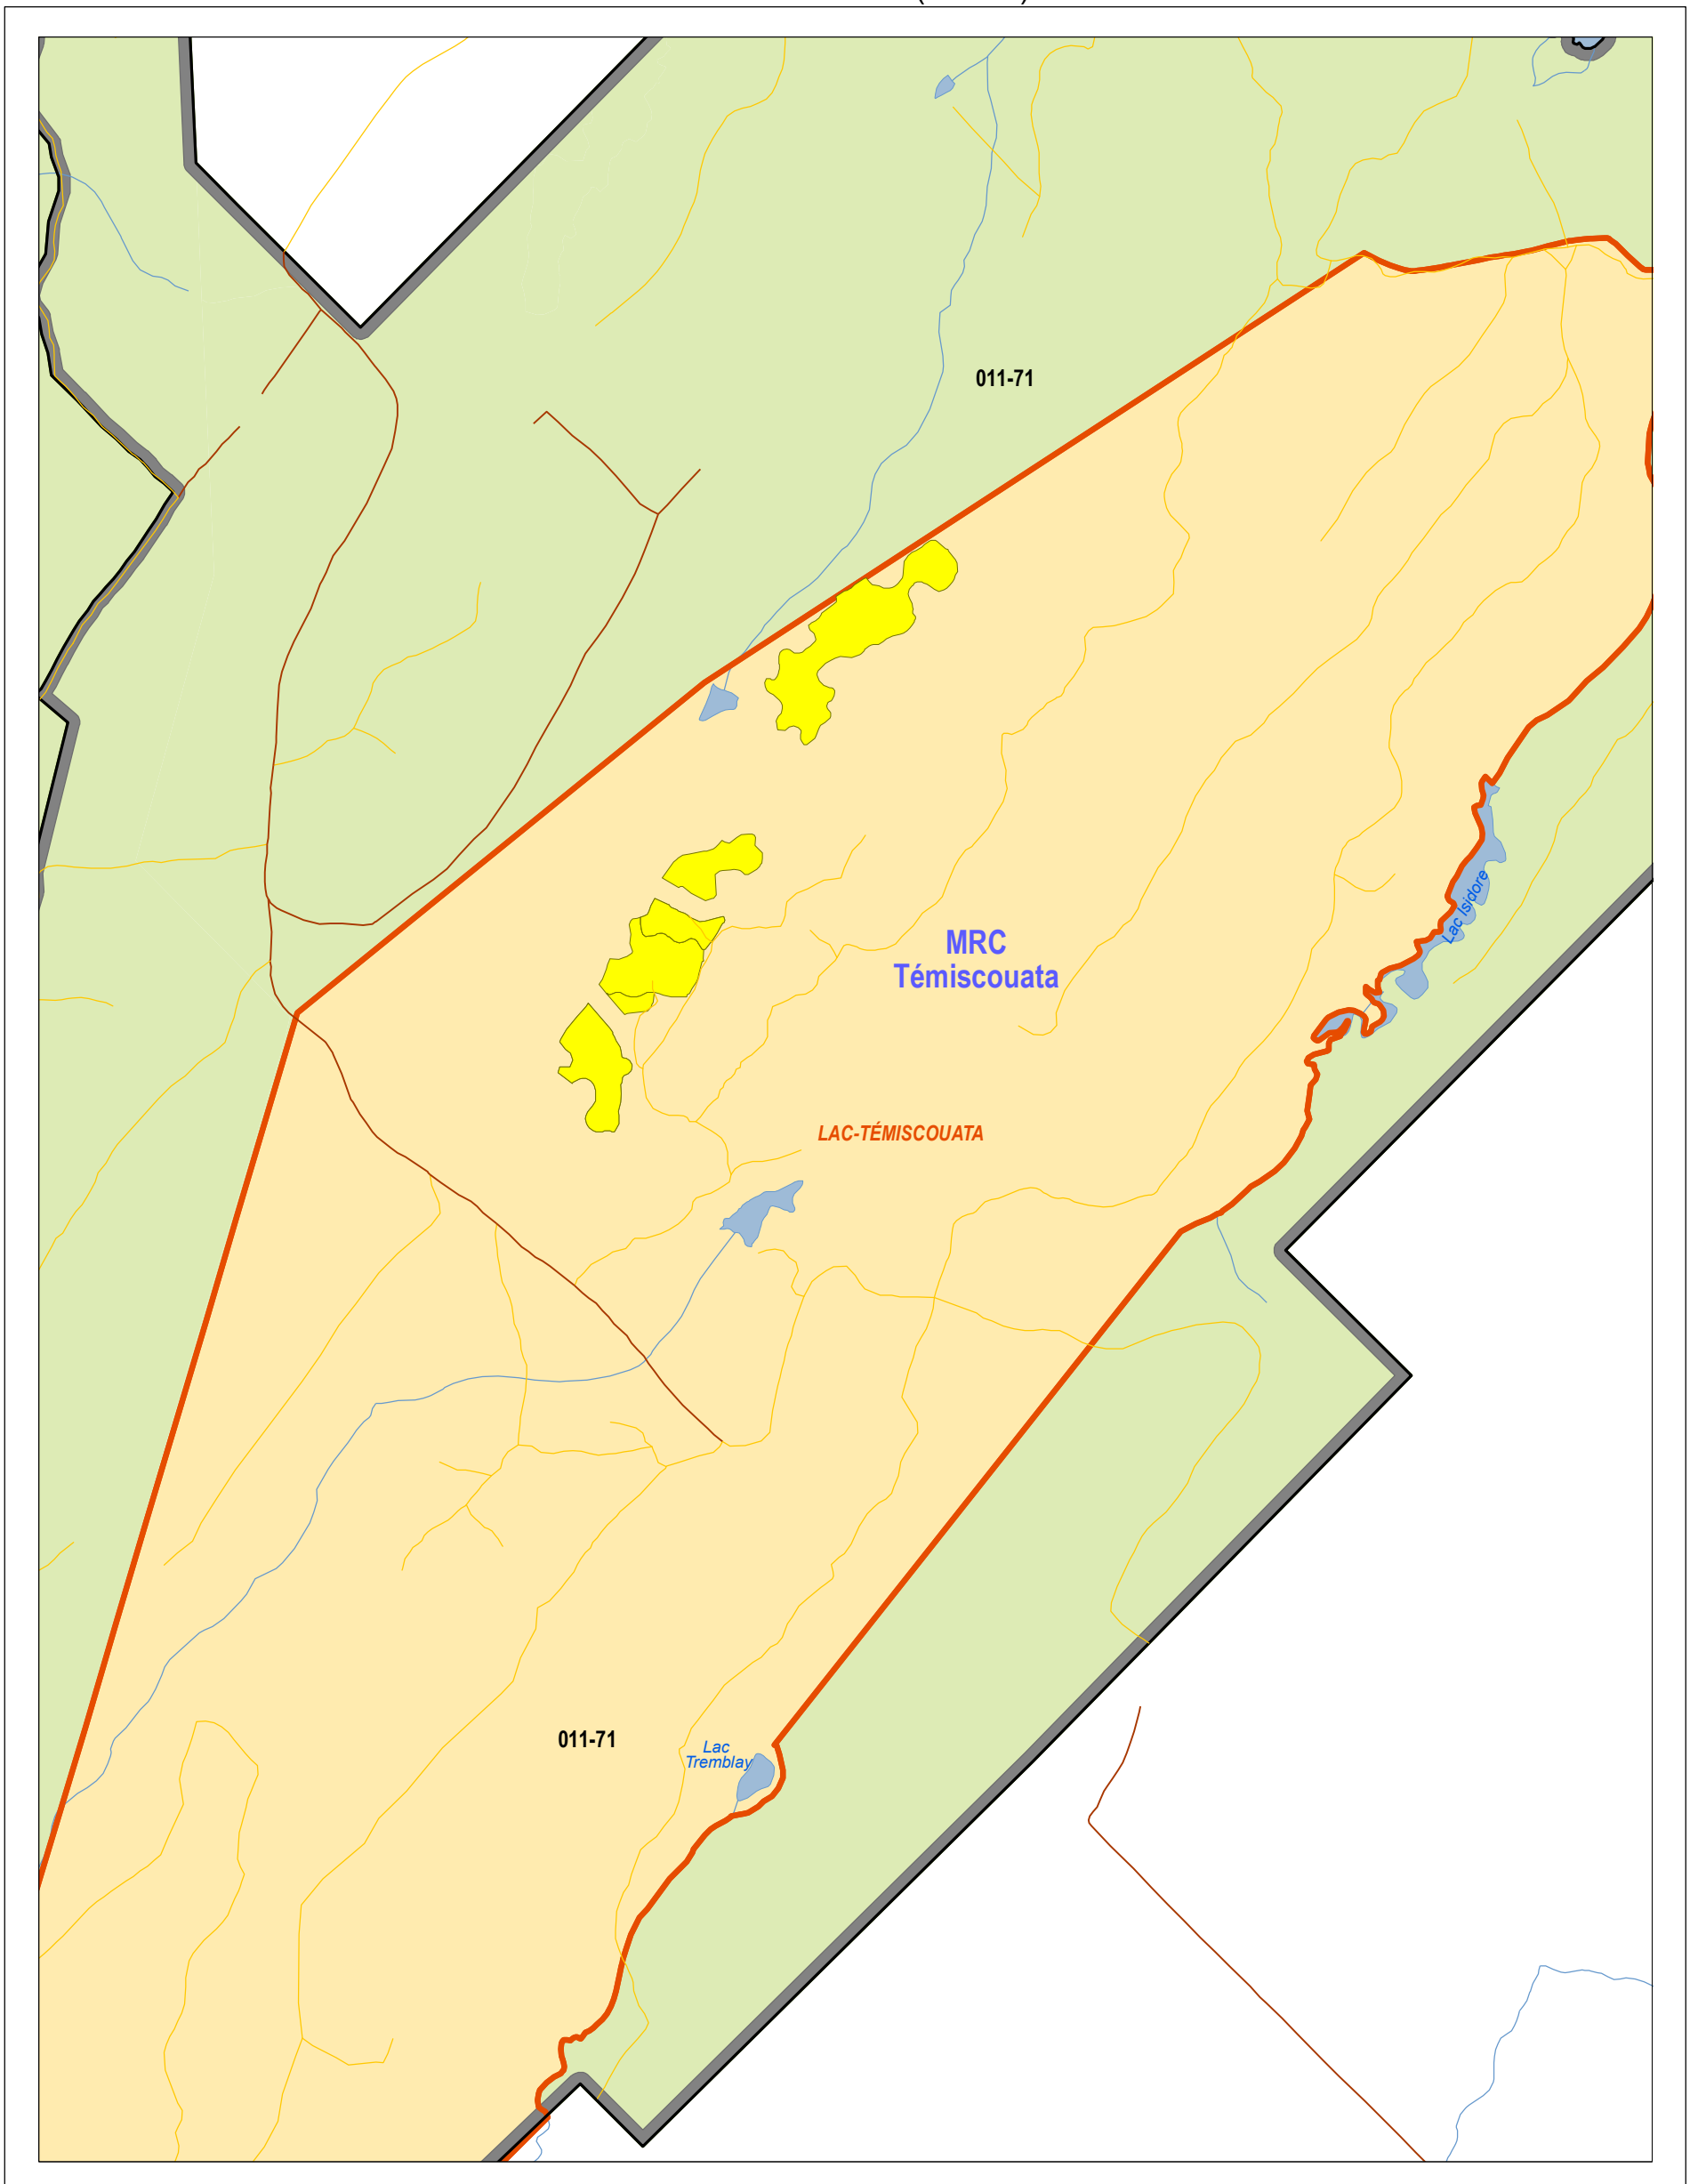 011-71
MRC
Témiscouata
Lac Isidore
LAC-TÉMISCOUATA
011-71
Lac
Tremblay